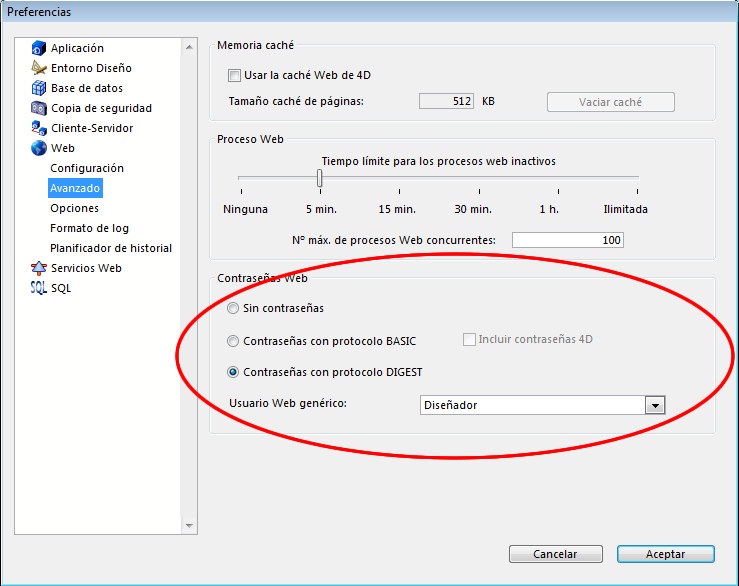 Preferencias
Aplicación
Entorno Diseño
Base de datos
Copia de seguridad
Cliente-Servidor
Web
Configuración
Avanzado
Opciones
Formato de log
Planificador de historial
Servicios Web
SQL SQL
Memoria caché
Usar la caché Web de 4D
Tamaño caché de páginas: 512 KB Vaciar caché
Proceso Web
Tiempo límite para los procesos web inactivos
Ninguna 5 min. 15 min. 30 min. 1 h. Ilimitada
Nº máx. de procesos Web concurrentes: 100
Contraseñas Web
Sin contraseñas
Contraseñas con protocolo BASIC Incluir contraseñas 4D
Contraseñas con protocolo DIGEST
Usuario Web genérico: Diseñador
Cancelar Aceptar